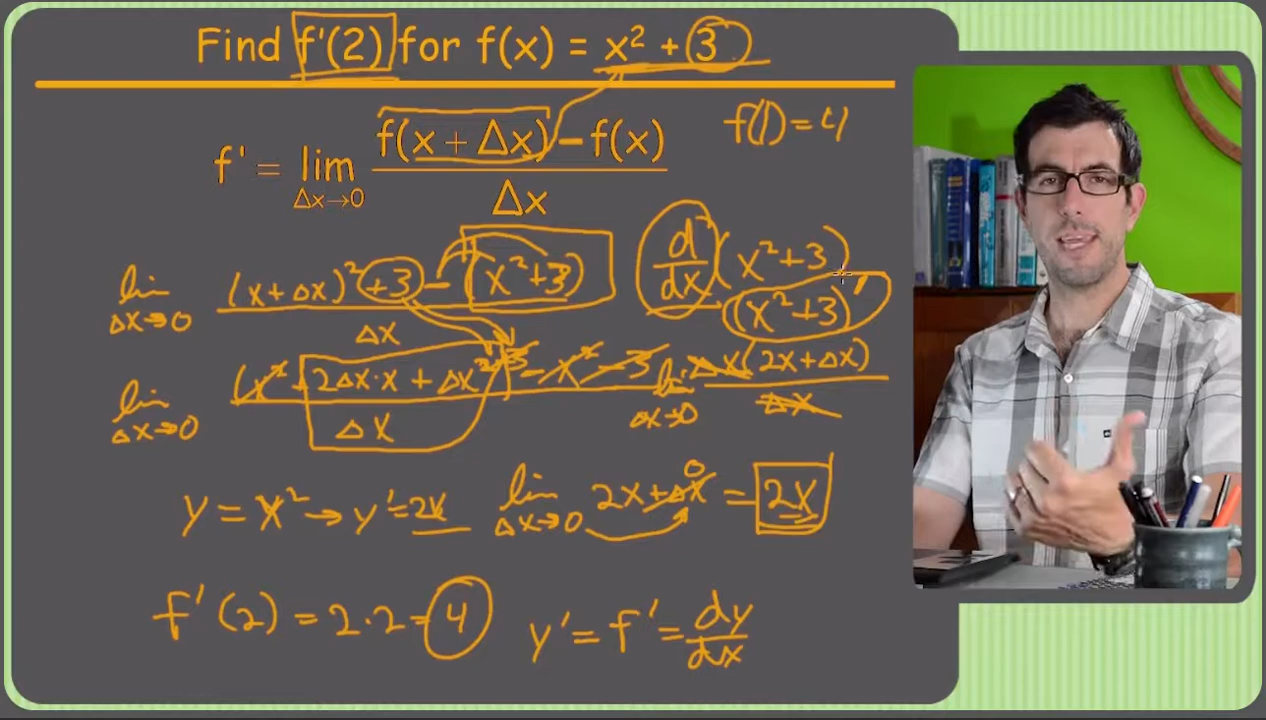 Find f'(2) for f(x) = x² + 3
f' = lim Δx→0 f(x + Δx) – f(x) / Δx
f(1) = 4
lim Δx→0 (x+Δx)² +3 – (x²+3) / Δx
d/dx (x²+3)
(x²+3)'
lim Δx→0 (x² + 2Δx·x + Δx²) +3 – x² – 3 / Δx
lim Δx→0 Δx(2x+Δx) / Δx
y = x² → y' = 2x
lim Δx→0 2x+Δx 0 = 2x
f'(2) = 2·2 = 4
y' = f' = dy/dx